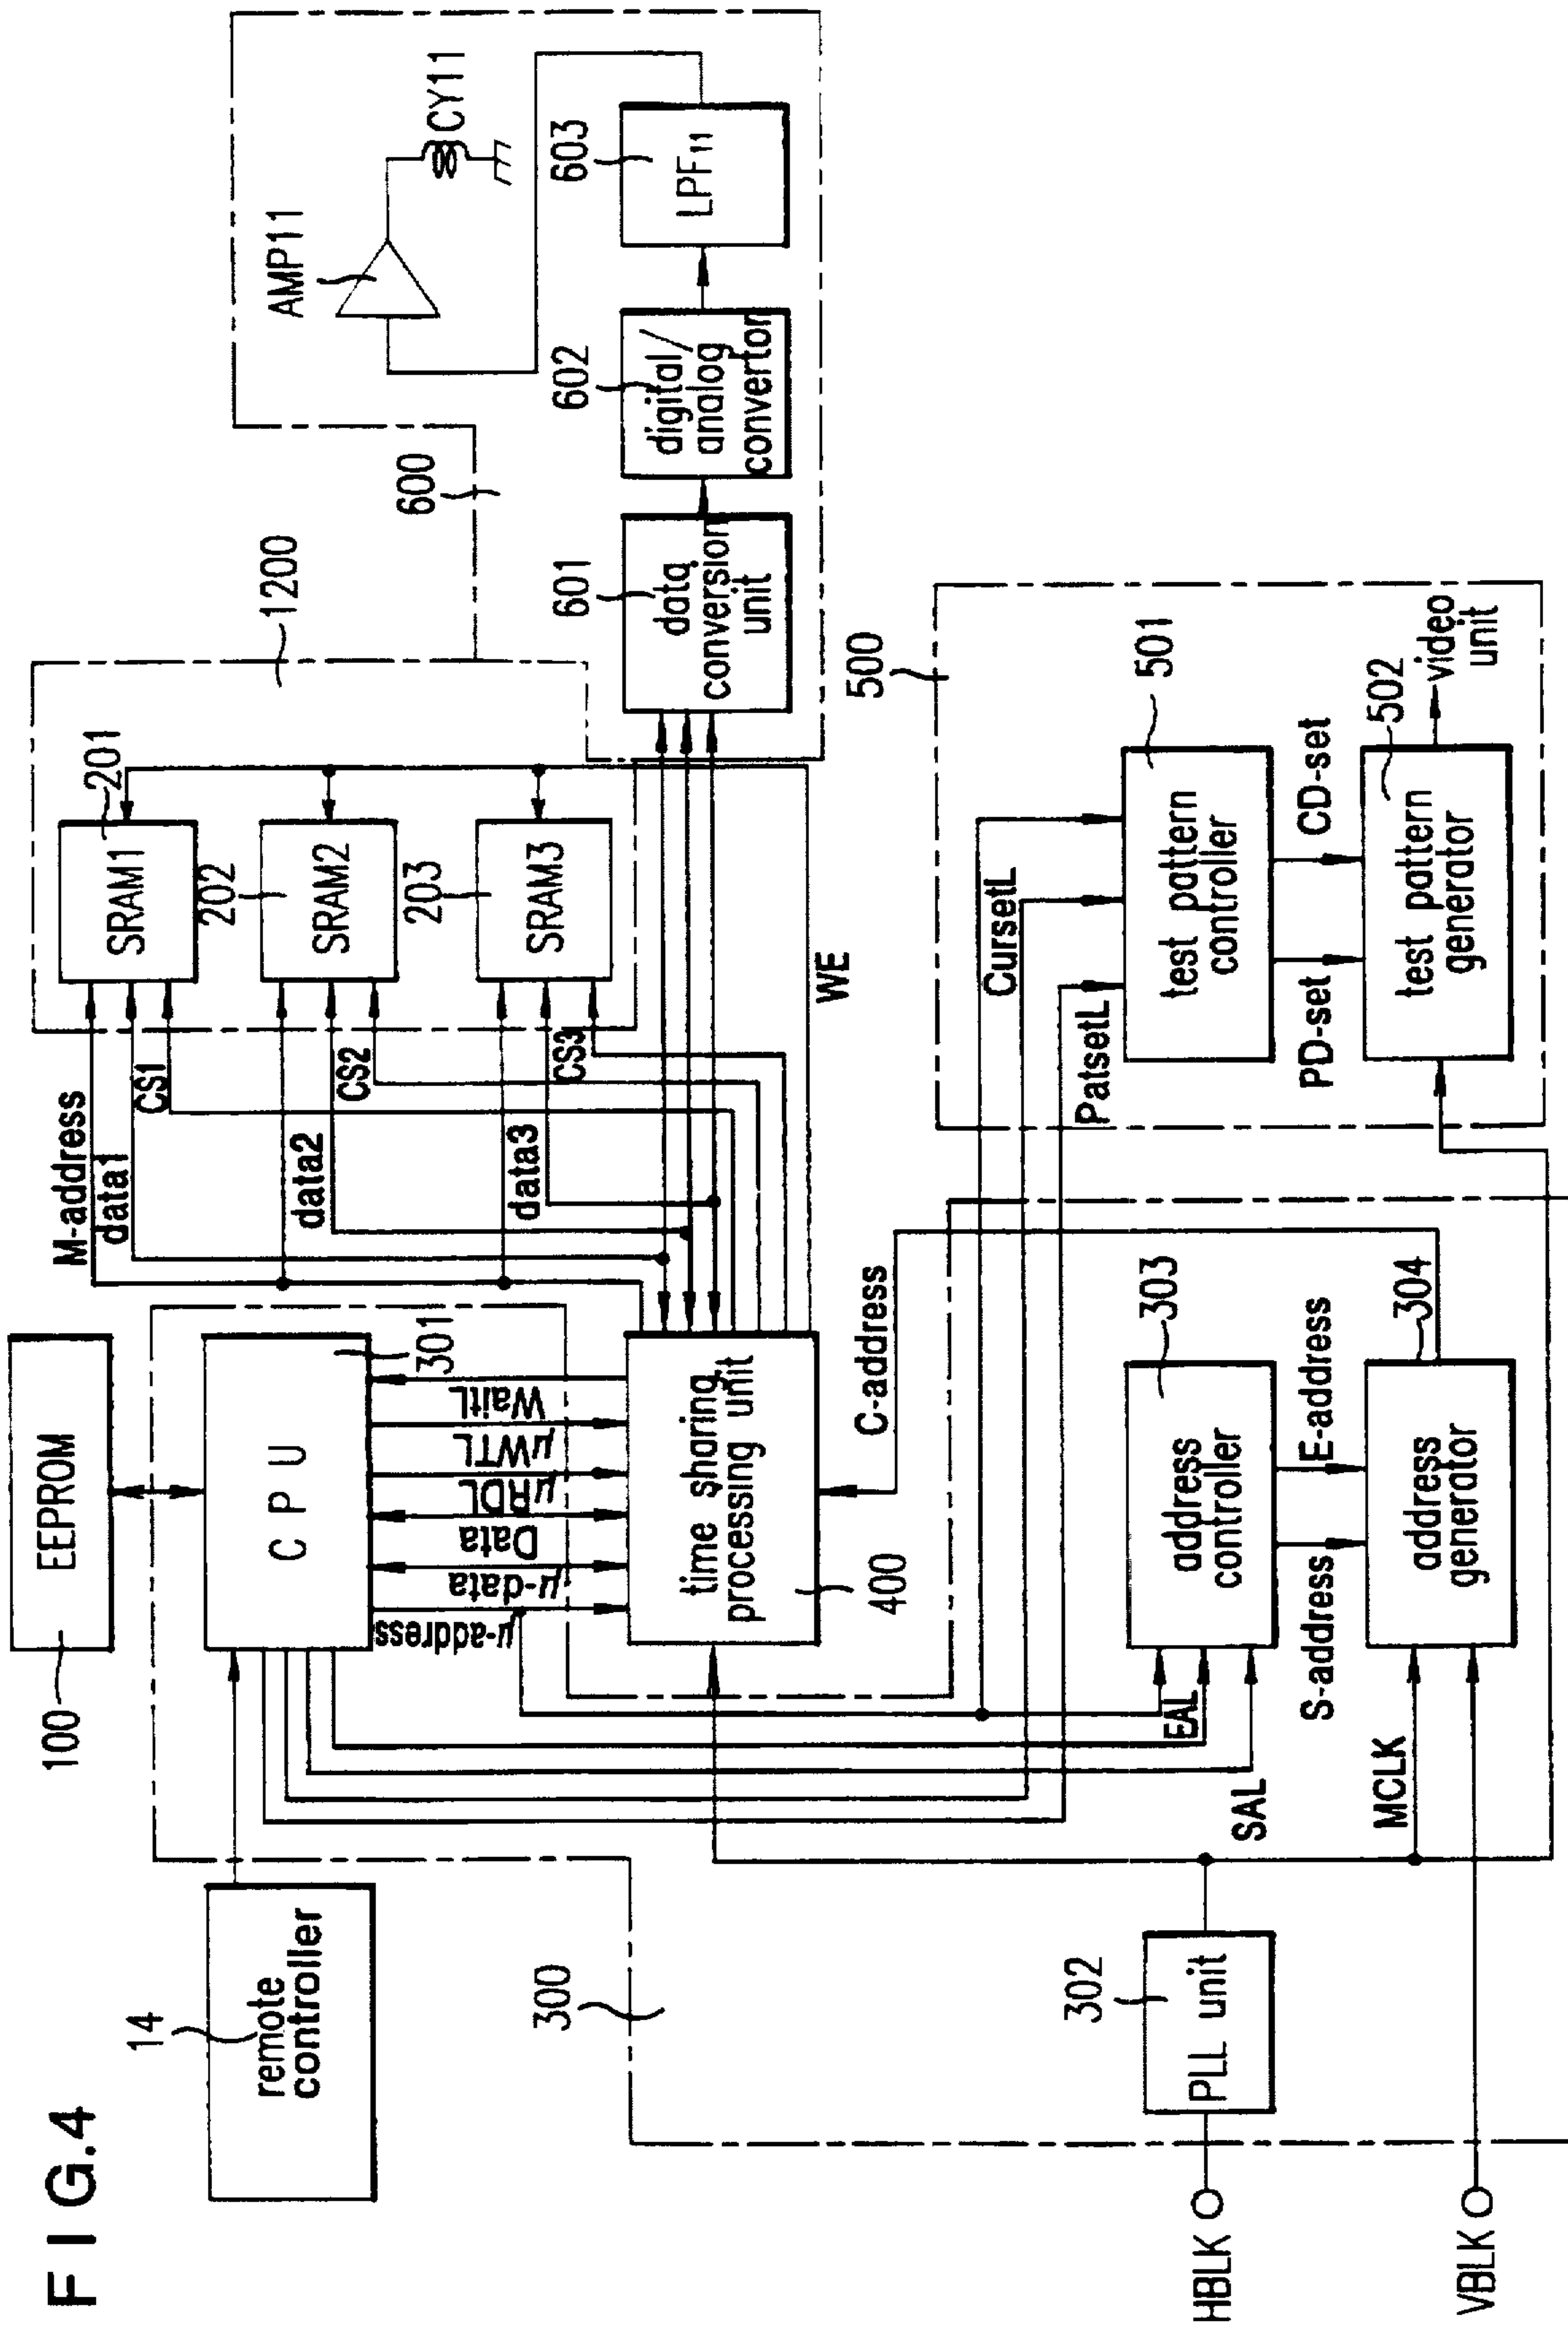 FIG.4
14
remote
controller
100
EEPROM
CPU
301
μ-address
μ-data
Data
μRDL
μWTL
WaitL
time sharing
processing unit
400
M-address
data1
CS1
data2
CS2
data3
CS3
SRAM1
201
SRAM2
202
SRAM3
203
WE
1200
600
AMP11
CY11
601
data
conversion
unit
602
digital/
analog
convertor
603
LPF11
300
HBLK
VBLK
302
PLL unit
MCLK
SAL
EAL
303
address
controller
S-address
E-address
304
address
generator
C-address
500
PatsetL
CursetL
501
test pattern
controller
PD-set
CD-set
502
test pattern
generator
video
unit